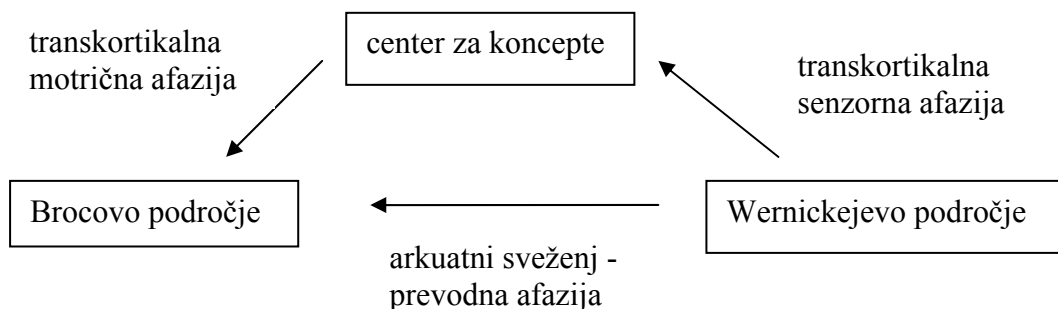 transkortikalna
motrična afazija
center za koncepte
transkortikalna
senzorna afazija
Brocovo področje
Wernickejevo področje
arkuatni sveženj -
prevodna afazija